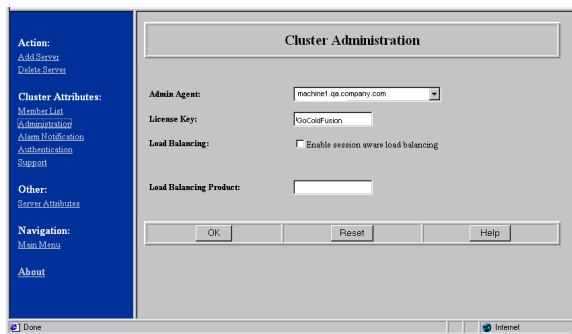 Action:
Add Server
Delete Server
Cluster Attributes:
Member List
Administration
Alarm Notification
Authentication
Support
Other:
Server Attributes
Navigation:
Main Menu
About
Cluster Administration
Admin Agent:
machine1.qa.company.com
License Key:
GoColdFusion
Load Balancing:
Enable session aware load balancing
Load Balancing Product:
OK
Reset
Help
Done
Internet